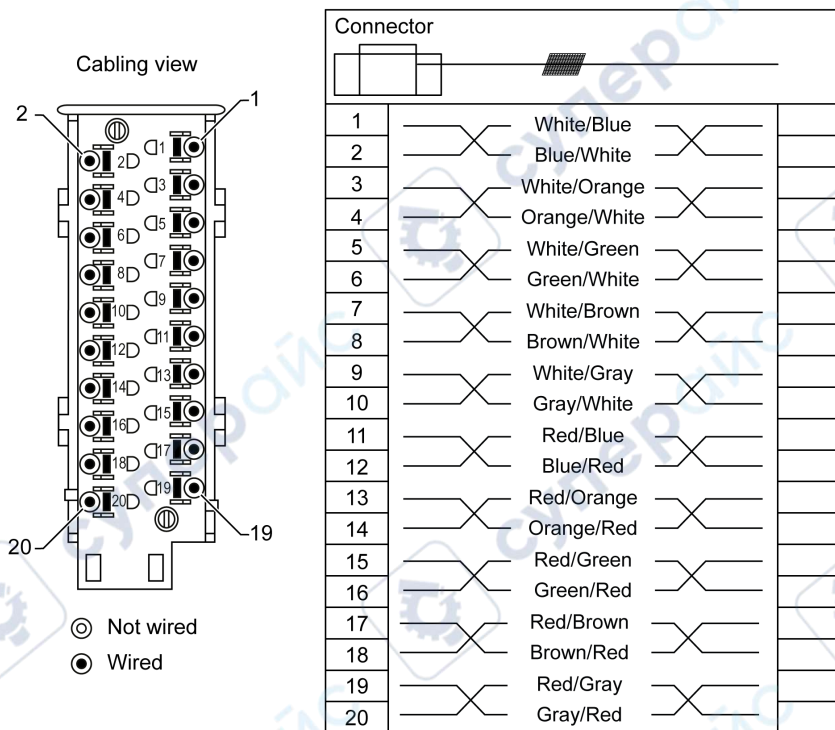 Cabling view
2
1
1
2
3
4
5
6
7
8
9
10
11
12
13
14
15
16
17
18
19
20
20
19
Not wired
Wired
Connector
1 White/Blue
2 Blue/White
3 White/Orange
4 Orange/White
5 White/Green
6 Green/White
7 White/Brown
8 Brown/White
9 White/Gray
10 Gray/White
11 Red/Blue
12 Blue/Red
13 Red/Orange
14 Orange/Red
15 Red/Green
16 Green/Red
17 Red/Brown
18 Brown/Red
19 Red/Gray
20 Gray/Red
суперайс
суперайс